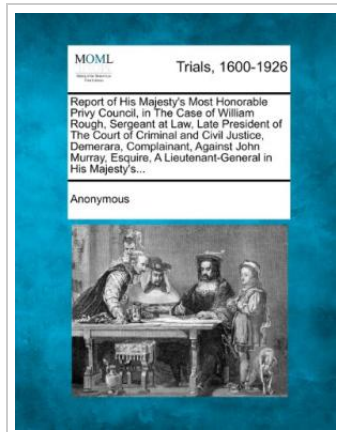 MOML
Trials, 1600-1926
Report of His Majesty's Most Honorable
Privy Council, in The Case of William
Rough, Sergeant at Law, Late President of
The Court of Criminal and Civil Justice,
Demerara, Complainant, Against John
Murray, Esquire, A Lieutenant-General in
His Majesty's...
Anonymous